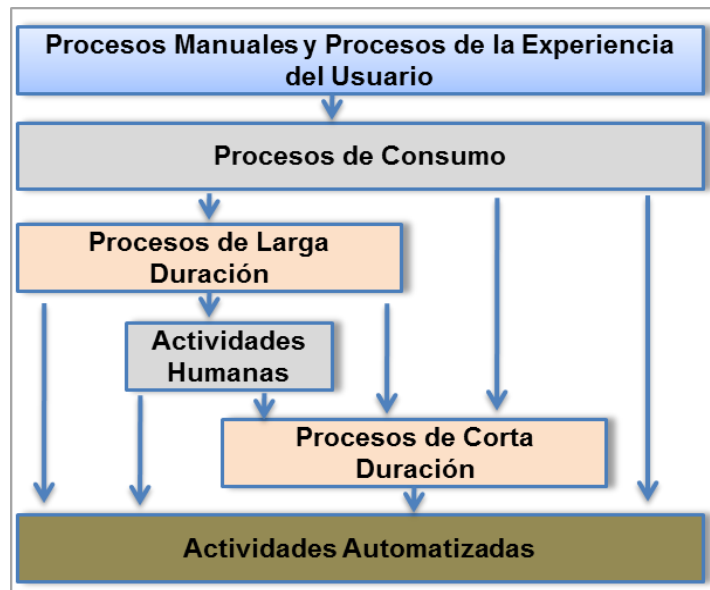 Procesos Manuales y Procesos de la Experiencia
del Usuario
Procesos de Consumo
Procesos de Larga
Duración
Actividades
Humanas
Procesos de Corta
Duración
Actividades Automatizadas